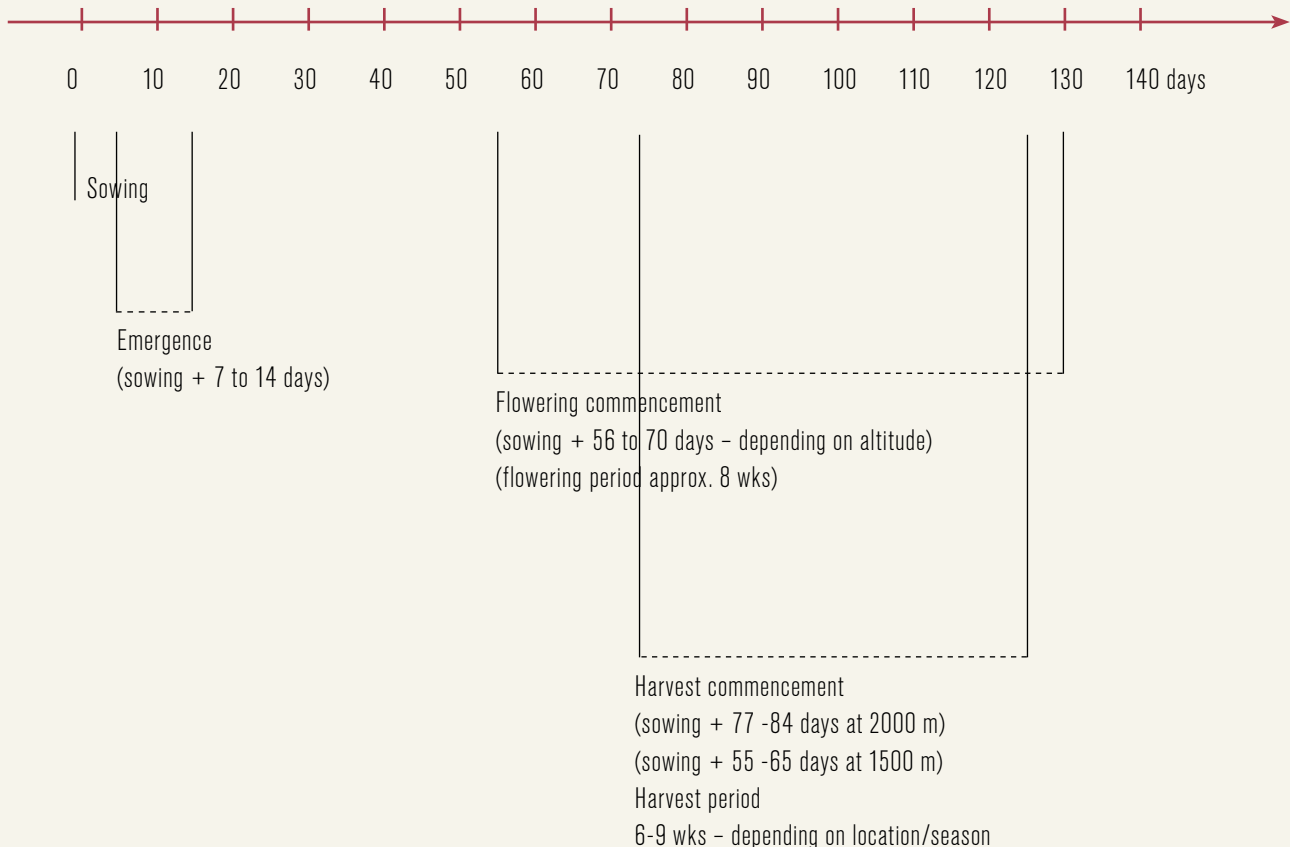 0 10 20 30 40 50 60 70 80 90 100 110 120 130 140 days
Sowing
Emergence
(sowing + 7 to 14 days)
Flowering commencement
(sowing + 56 to 70 days – depending on altitude)
(flowering period approx. 8 wks)
Harvest commencement
(sowing + 77 -84 days at 2000 m)
(sowing + 55 -65 days at 1500 m)
Harvest period
6-9 wks – depending on location/season